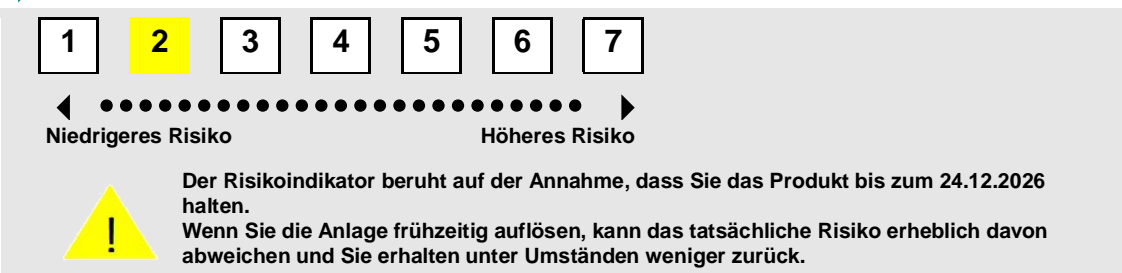 1 2 3 4 5 6 7
Niedrigeres Risiko Höheres Risiko
Der Risikoindikator beruht auf der Annahme, dass Sie das Produkt bis zum 24.12.2026
halten.
Wenn Sie die Anlage frühzeitig auflösen, kann das tatsächliche Risiko erheblich davon
abweichen und Sie erhalten unter Umständen weniger zurück.
!